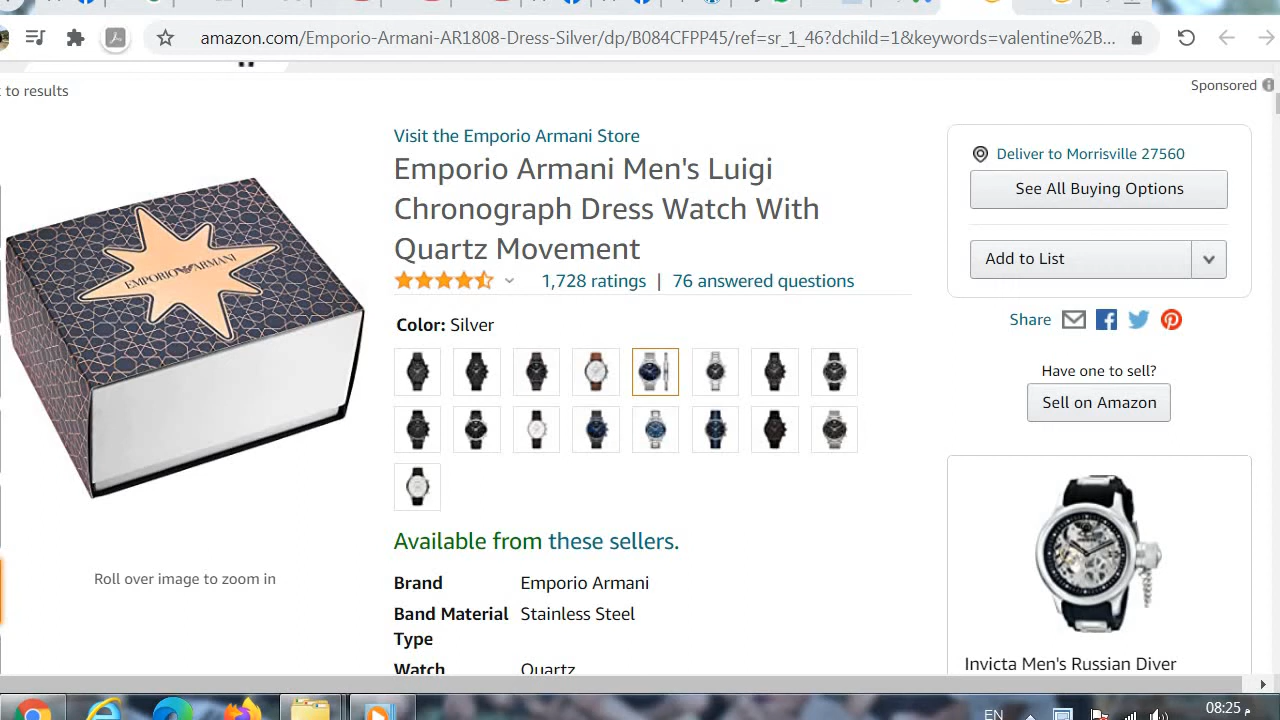 amazon.com/Emporio-Armani-AR1808-Dress-Silver/dp/B084CFPP45/ref=sr_1_46?dchild=1&keywords=valentine%2B...
to results
Sponsored
EMPORIO ARMANI
Visit the Emporio Armani Store
Emporio Armani Men's Luigi
Chronograph Dress Watch With
Quartz Movement
1,728 ratings | 76 answered questions
Color: Silver
Available from these sellers.
Brand Emporio Armani
Band Material Stainless Steel
Type
Watch Quartz
Roll over image to zoom in
Deliver to Morrisville 27560
See All Buying Options
Add to List
Share
Have one to sell?
Sell on Amazon
Invicta Men's Russian Diver
EN
08:25 م